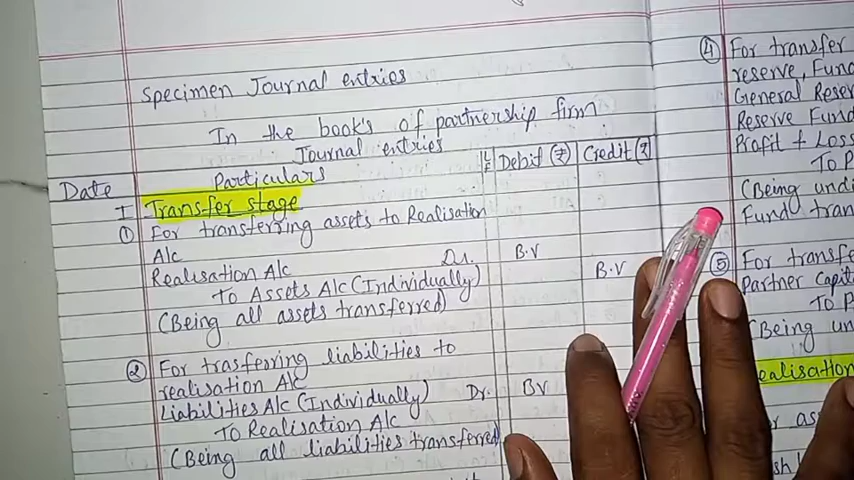 Specimen Journal entries
In the book's of partnership firm
Journal entries
Date Particulars L.F Debit (₹) Credit (₹)
I Transfer stage
① For transferring assets to Realisation
A/c
Realisation A/c Dr. B.V
To Assets A/c (Individually) B.V
(Being all assets transferred)
② For trasfesring liabilities to
realisation A/c
Liabilities A/c (Individually) Dr. BV
To Realisation A/c
(Being all liabilities transferred)
④ For transfer
reserve, Fund
General Reser
Reserve Fund
Profit + Loss
To P
(Being undi
Fund tran
⑤ For transfe
Partner Capit
To P
(Being un
ealisation